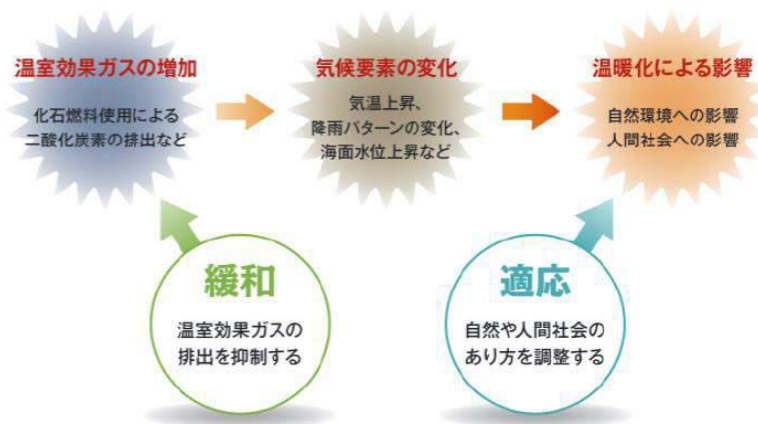 温室効果ガスの増加
化石燃料使用による
二酸化炭素の排出など
気候要素の変化
気温上昇、
降雨パターンの変化、
海面水位上昇など
温暖化による影響
自然環境への影響
人間社会への影響
緩和
温室効果ガスの
排出を抑制する
適応
自然や人間社会の
あり方を調整する